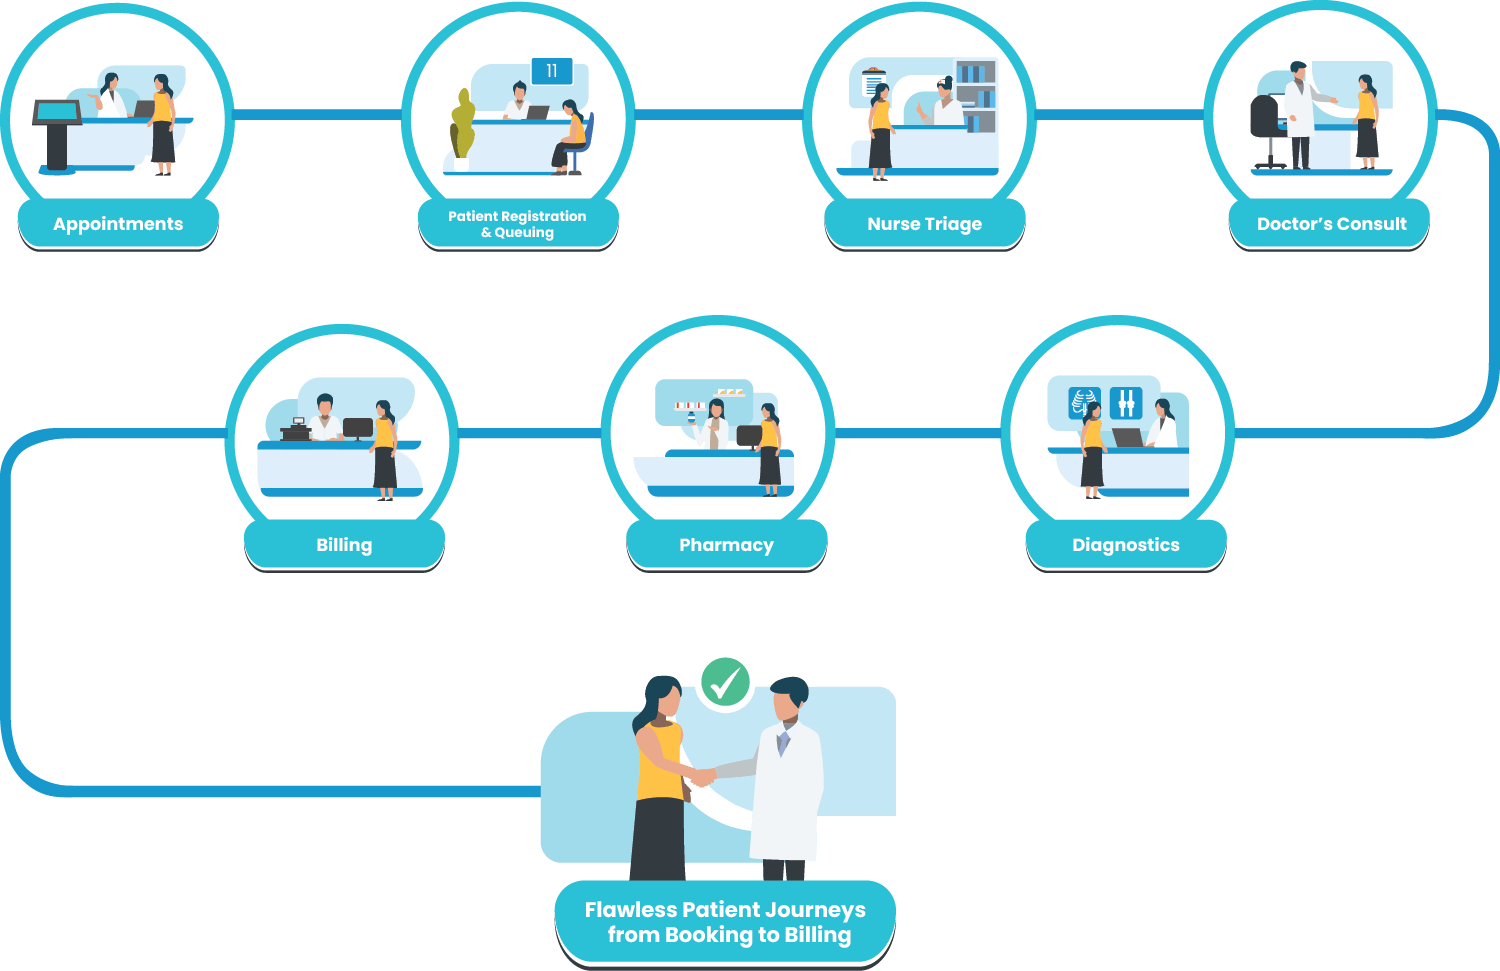 11
Appointments
Patient Registration
& Queuing
Nurse Triage
Doctor's Consult
Billing
Pharmacy
Diagnostics
Flawless Patient Journeys
from Booking to Billing